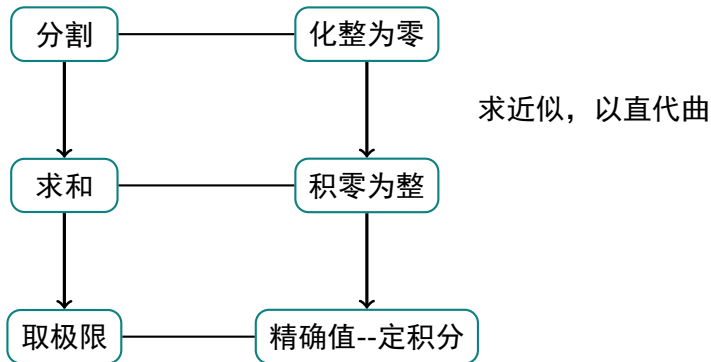 分割
化整为零
求近似，以直代曲
求和
积零为整
取极限
精确值--定积分